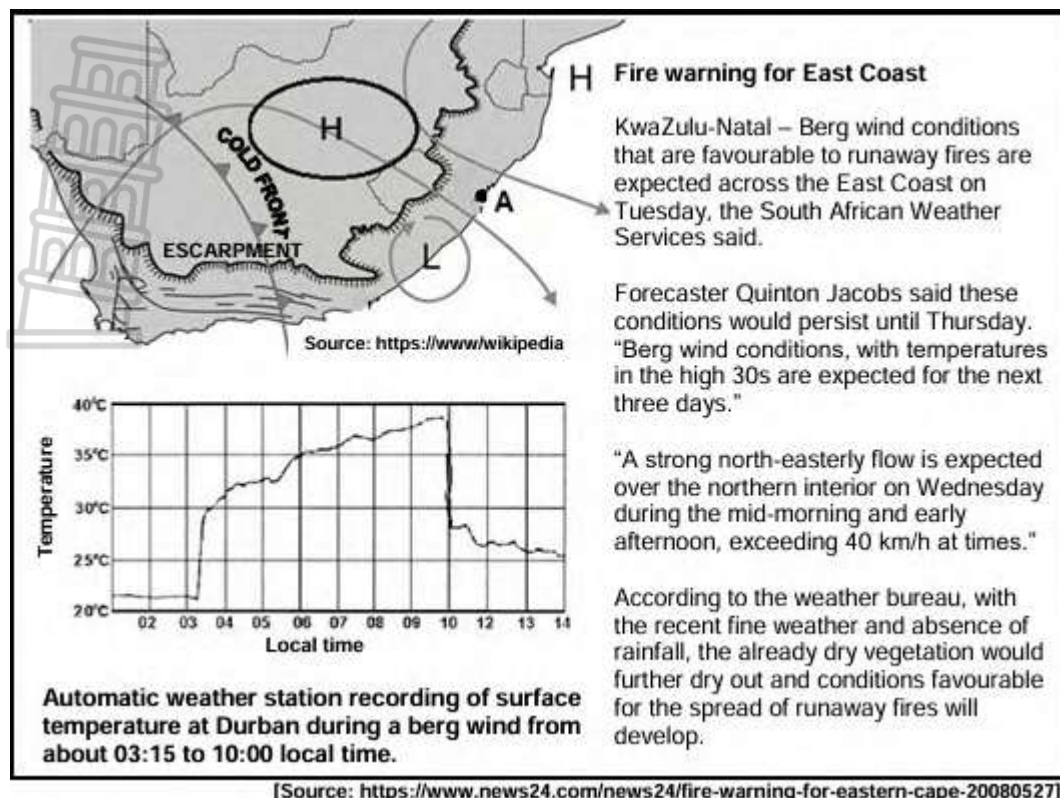 H
H
COLD FRONT
A
ESCARPMENT
L
Source: https://www/wikipedia
Fire warning for East Coast
KwaZulu-Natal – Berg wind conditions
that are favourable to runaway fires are
expected across the East Coast on
Tuesday, the South African Weather
Services said.
Forecaster Quinton Jacobs said these
conditions would persist until Thursday.
“Berg wind conditions, with temperatures
in the high 30s are expected for the next
three days.”
“A strong north-easterly flow is expected
over the northern interior on Wednesday
during the mid-morning and early
afternoon, exceeding 40 km/h at times.”
According to the weather bureau, with
the recent fine weather and absence of
rainfall, the already dry vegetation would
further dry out and conditions favourable
for the spread of runaway fires will
develop.
40°C
35°C
30°C
25°C
20°C
Temperature
02 03 04 05 06 07 08 09 10 12 13 14
Local time
Automatic weather station recording of surface
temperature at Durban during a berg wind from
about 03:15 to 10:00 local time.
[Source: https://www.news24.com/news24/fire-warning-for-eastern-cape-20080527]